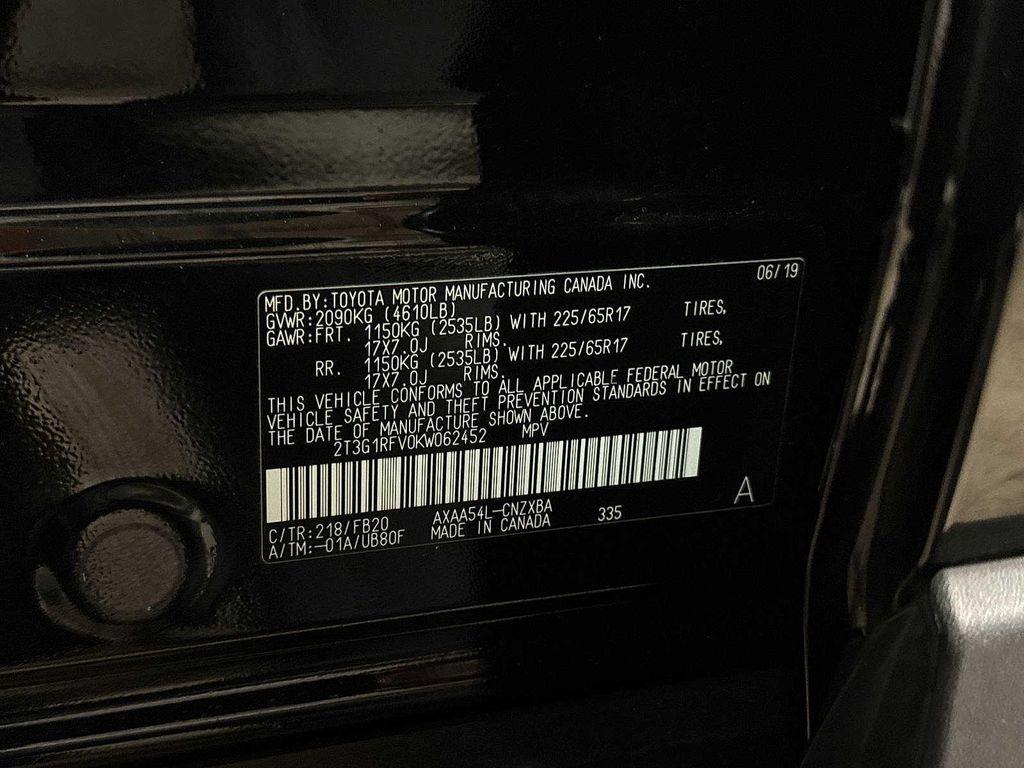 06/19
MFD.BY:TOYOTA MOTOR MANUFACTURING CANADA INC.
GVWR:2090KG (4610LB)
GAWR:FRT. 1150KG (2535LB) WITH 225/65R17 TIRES,
17X7.0J RIMS.
RR. 1150KG (2535LB) WITH 225/65R17 TIRES,
17X7.0J RIMS.
THIS VEHICLE CONFORMS TO ALL APPLICABLE FEDERAL MOTOR
VEHICLE SAFETY AND THEFT PREVENTION STANDARDS IN EFFECT ON
THE DATE OF MANUFACTURE SHOWN ABOVE.
2T3G1RFV0KW062452 MPV
C/TR:218/FB20 AXAA54L-CNZXBA 335 A
A/TM:-01A/UB80F MADE IN CANADA